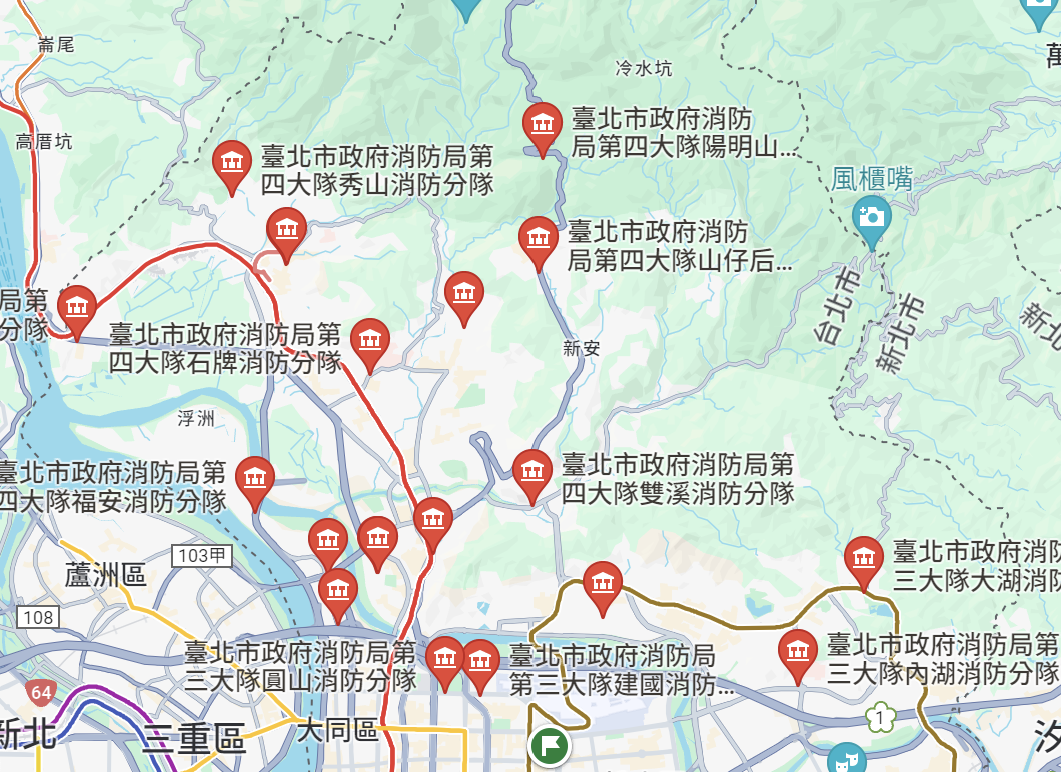 崙尾
冷水坑
萬
臺北市政府消防
局第四大隊陽明山...
高厝坑
臺北市政府消防局第
四大隊秀山消防分隊
風櫃嘴
臺北市政府消防
局第四大隊山仔后...
局第
分隊
台北市
新北市
新北
臺北市政府消防局第
四大隊石牌消防分隊
新安
浮洲
臺北市政府消防局第
四大隊福安消防分隊
臺北市政府消防局第
四大隊雙溪消防分隊
103甲
蘆洲區
臺北市政府消防
三大隊大湖消防
108
臺北市政府消防局第
三大隊圓山消防分隊
臺北市政府消防局
第三大隊建國消防...
臺北市政府消防局第
三大隊內湖消防分隊
64
新北
三重區
大同區
1
汐